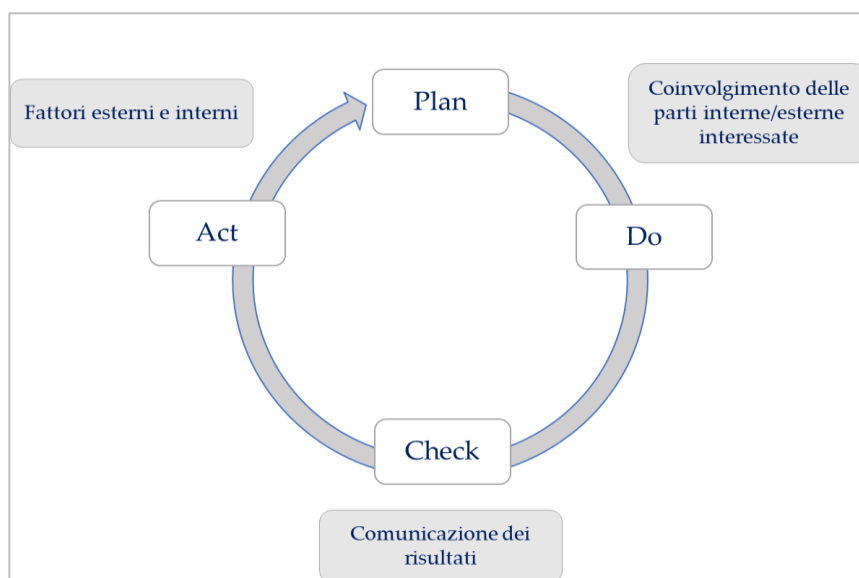 Plan
Coinvolgimento delle
parti interne/esterne
interessate
Fattori esterni e interni
Act
Do
Check
Comunicazione dei
risultati